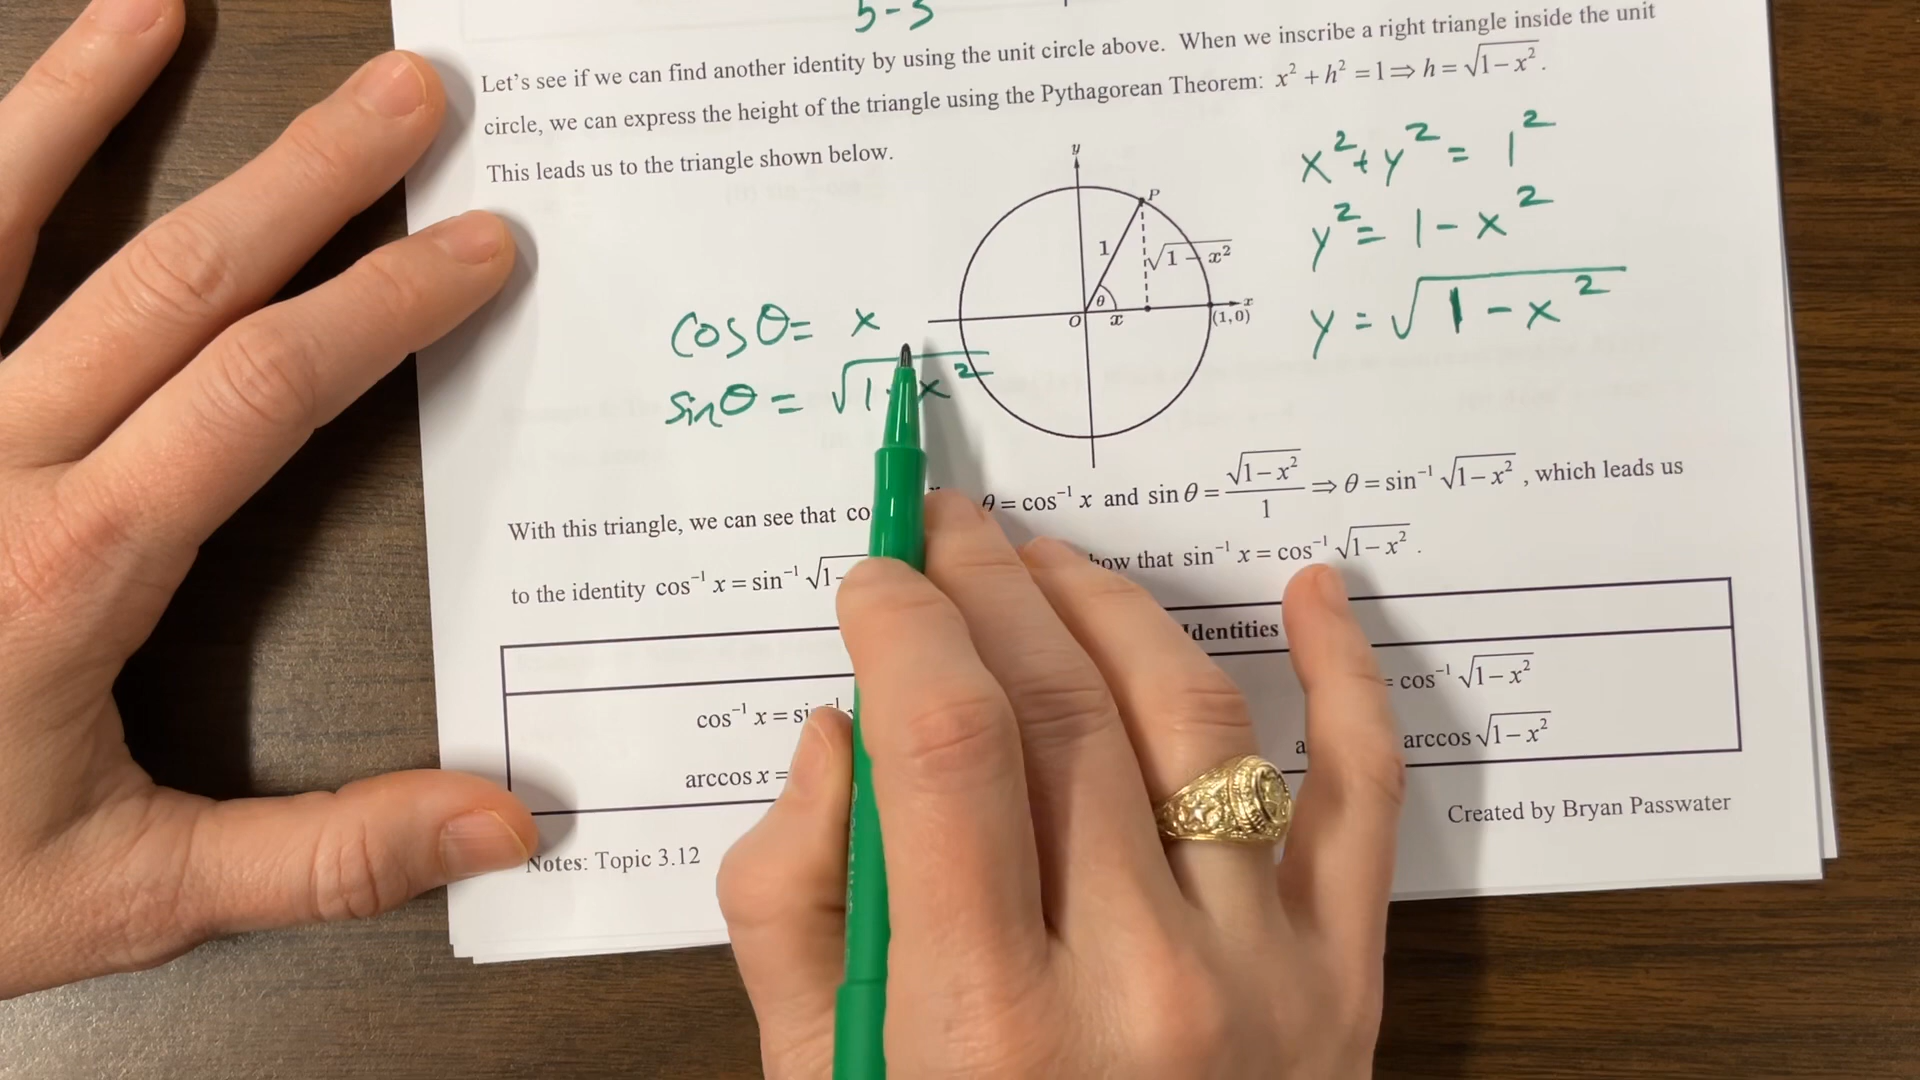 5-3
Let's see if we can find another identity by using the unit circle above. When we inscribe a right triangle inside the unit
circle, we can express the height of the triangle using the Pythagorean Theorem: x² + h² = 1 ⇒ h = √(1 − x²).
This leads us to the triangle shown below.
y
P
1
√(1 − x²)
θ
O
x
x
(1,0)
x² + y² = 1²
y² = 1 - x²
y = √(1 - x²)
cos θ = x
sin θ = √(1 - x²)
With this triangle, we can see that co θ = cos⁻¹ x and sin θ = √(1 − x²)/1 ⇒ θ = sin⁻¹ √(1 − x²), which leads us
to the identity cos⁻¹ x = sin⁻¹ √1 − how that sin⁻¹ x = cos⁻¹ √(1 − x²).
Identities
cos⁻¹ x = si ⁻¹ = cos⁻¹ √(1 − x²)
arccos x = a arccos √(1 − x²)
Created by Bryan Passwater
Notes: Topic 3.12